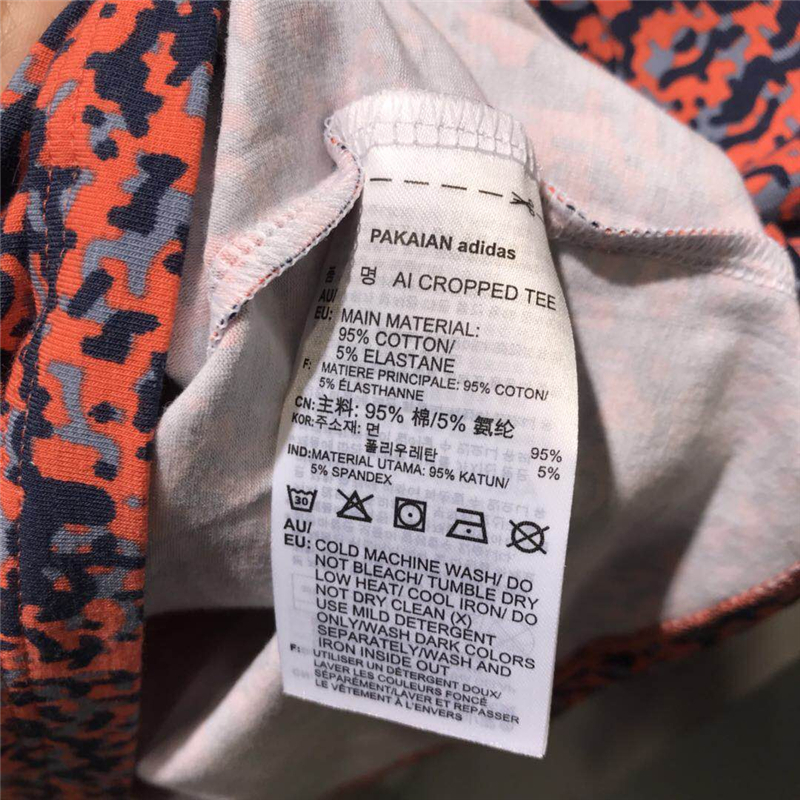 PAKAIAN adidas
명 AI CROPPED TEE
AU/
EU: MAIN MATERIAL:
95% COTTON/
5% ELASTANE
F: MATIERE PRINCIPALE: 95% COTON/
5% ÉLASTHANNE
CN:主料: 95% 棉/5% 氨纶
KOR:주소재: 면 95%
폴리우레탄 5%
IND:MATERIAL UTAMA: 95% KATUN/
5% SPANDEX
30
AU/
EU: COLD MACHINE WASH/ DO
NOT BLEACH/ TUMBLE DRY
LOW HEAT/ COOL IRON/ DO
NOT DRY CLEAN (X)
USE MILD DETERGENT
ONLY/WASH DARK COLORS
SEPARATELY/WASH AND
IRON INSIDE OUT
F: UTILISER UN DÉTERGENT DOUX/
LAVER LES COULEURS FONCÉ
SÉPARÉMENT/LAVER ET REPASSER
LE VÊTEMENT À L'ENVERS